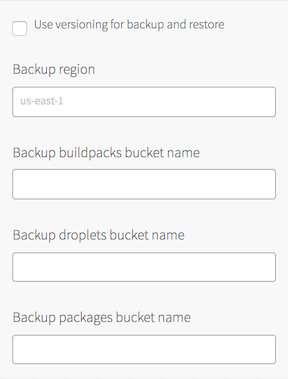 Use versioning for backup and restore
Backup region
us-east-1
Backup buildpacks bucket name
Backup droplets bucket name
Backup packages bucket name